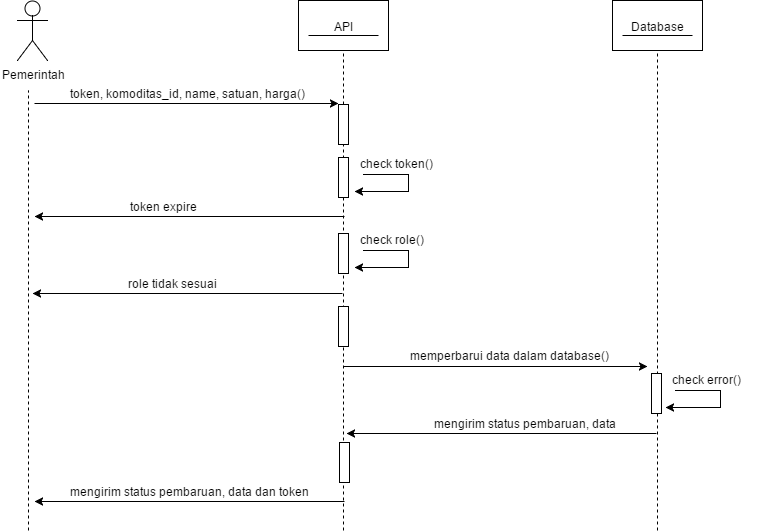 API
Database
Pemerintah
token, komoditas_id, name, satuan, harga()
check token()
token expire
check role()
role tidak sesuai
memperbarui data dalam database()
check error()
mengirim status pembaruan, data
mengirim status pembaruan, data dan token